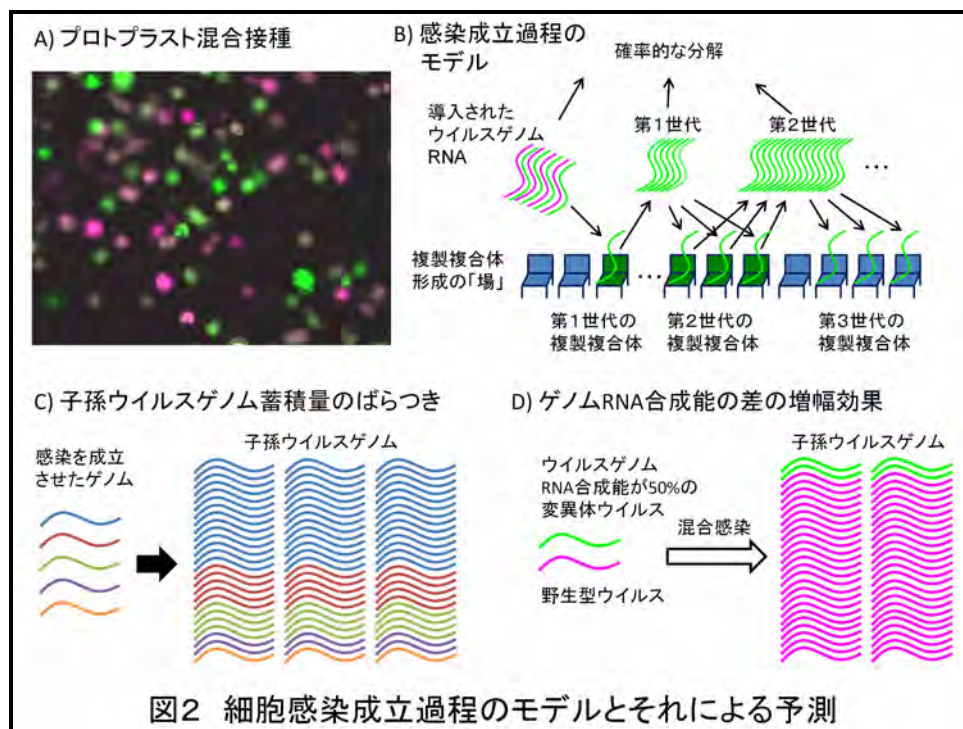 A) プロトプラスト混合接種
B) 感染成立過程の
モデル
確率的な分解
導入された
ウイルスゲノム
RNA
第1世代
第2世代
…
複製複合体
形成の「場」
…
第1世代の
複製複合体
第2世代の
複製複合体
第3世代の
複製複合体
C) 子孫ウイルスゲノム蓄積量のばらつき
感染を成立
させたゲノム
子孫ウイルスゲノム
D) ゲノムRNA合成能の差の増幅効果
ウイルスゲノム
RNA合成能が50%の
変異体ウイルス
混合感染
野生型ウイルス
子孫ウイルスゲノム
図2 細胞感染成立過程のモデルとそれによる予測